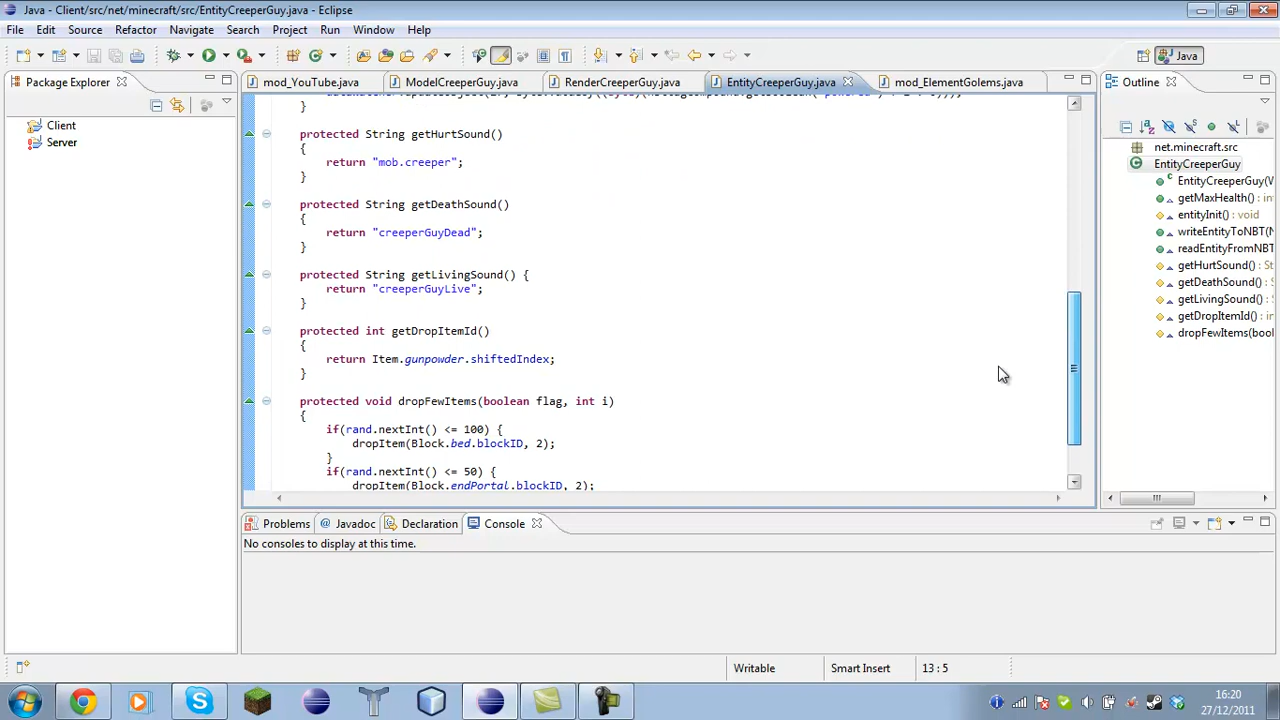 Java - Client/src/net/minecraft/src/EntityCreeperGuy.java - Eclipse
File Edit Source Refactor Navigate Search Project Run Window Help
Java
Package Explorer
mod_YouTube.java ModelCreeperGuy.java RenderCreeperGuy.java EntityCreeperGuy.java mod_ElementGolems.java
Outline
Client
Server
}
protected String getHurtSound()
{
return "mob.creeper";
}
protected String getDeathSound()
{
return "creeperGuyDead";
}
protected String getLivingSound() {
return "creeperGuyLive";
}
protected int getDropItemId()
{
return Item.gunpowder.shiftedIndex;
}
protected void dropFewItems(boolean flag, int i)
{
if(rand.nextInt() <= 100) {
dropItem(Block.bed.blockID, 2);
}
if(rand.nextInt() <= 50) {
dropItem(Block.endPortal.blockID, 2);
net.minecraft.src
EntityCreeperGuy
EntityCreeperGuy(W
getMaxHealth() : in
entityInit() : void
writeEntityToNBT(N
readEntityFromNBT
getHurtSound() : St
getDeathSound() : S
getLivingSound() : S
getDropItemId() : in
dropFewItems(bool
Problems Javadoc Declaration Console
No consoles to display at this time.
Writable Smart Insert 13 : 5
16:20
27/12/2011